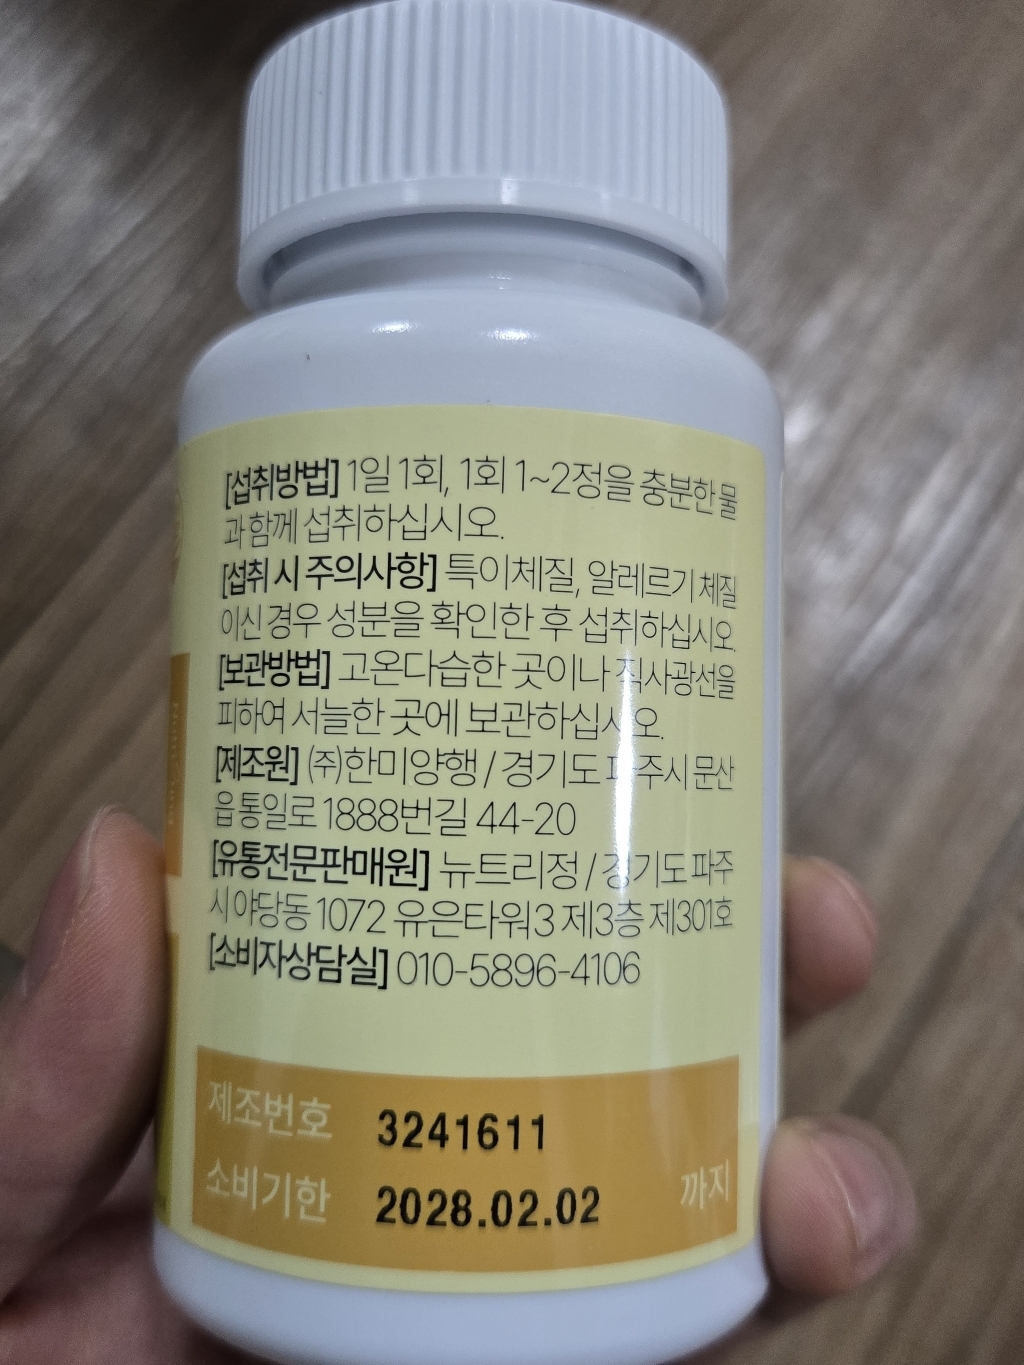 [섭취방법] 1일 1회, 1회 1~2정을 충분한 물
과 함께 섭취하십시오.
[섭취 시 주의사항] 특이체질, 알레르기 체질
이신 경우 성분을 확인한 후 섭취하십시오.
[보관방법] 고온다습한 곳이나 직사광선을
피하여 서늘한 곳에 보관하십시오.
[제조원] (주)한미양행 / 경기도 파주시 문산
읍 통일로 1888번길 44-20
[유통전문판매원] 뉴트리정 / 경기도 파주
시 야당동 1072 유은타워3 제3층 제301호
[소비자상담실] 010-5896-4106
제조번호 3241611
소비기한 2028.02.02 까지